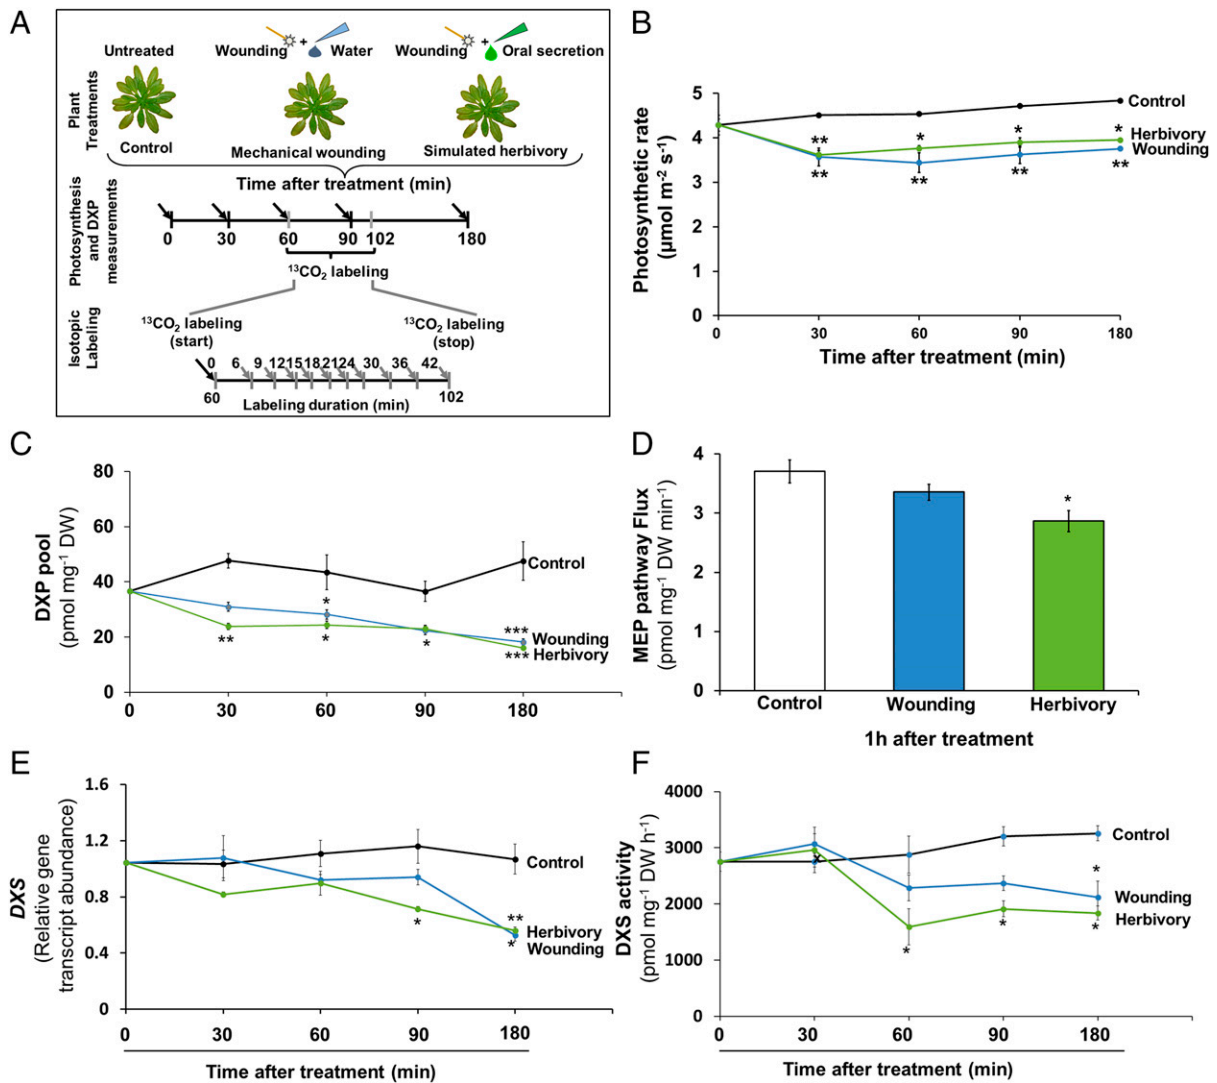 A
Untreated
Wounding
+
Water
Wounding
+
Oral secretion
Plant
Treatments
Control
Mechanical wounding
Simulated herbivory
Time after treatment (min)
Photosynthesis
and DXP
measurements
0 30 60 90 102 180
¹³CO₂ labeling
Isotopic
Labeling
¹³CO₂ labeling
(start)
¹³CO₂ labeling
(stop)
0 6 9 12 15 18 21 24 30 36 42
60 102
Labeling duration (min)
B
Photosynthetic rate
(µmol m⁻² s⁻¹)
5
4
3
2
1
0
Control
Herbivory
Wounding
** * * *
** ** ** **
0 30 60 90 180
Time after treatment (min)
C
DXP pool
(pmol mg⁻¹ DW)
80
60
40
20
0
Control
Wounding
Herbivory
* ***
** * * ***
0 30 60 90 180
D
MEP pathway Flux
(pmol mg⁻¹ DW min⁻¹)
4
3
2
1
0
*
Control Wounding Herbivory
1h after treatment
E
DXS
(Relative gene
transcript abundance)
1.6
1.2
0.8
0.4
0
Control
Herbivory
Wounding
**
* *
0 30 60 90 180
Time after treatment (min)
F
DXS activity
(pmol mg⁻¹ DW h⁻¹)
4000
3000
2000
1000
0
Control
Wounding
Herbivory
*
* * *
0 30 60 90 180
Time after treatment (min)